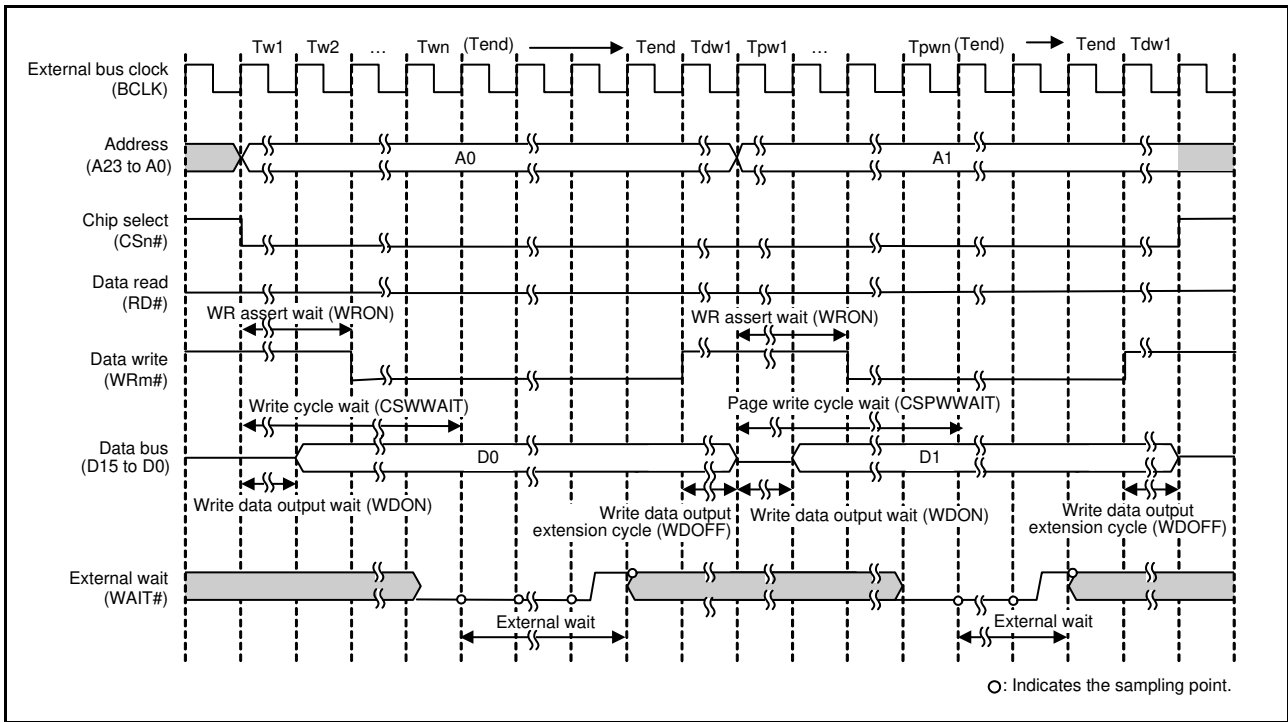 Tw1 Tw2 … Twn (Tend) Tend Tdw1 Tpw1 … Tpwn (Tend) Tend Tdw1
External bus clock
(BCLK)
Address
(A23 to A0)
A0 A1
Chip select
(CSn#)
Data read
(RD#)
WR assert wait (WRON) WR assert wait (WRON)
Data write
(WRm#)
Write cycle wait (CSWWAIT) Page write cycle wait (CSPWWAIT)
Data bus
(D15 to D0)
D0 D1
Write data output wait (WDON)
Write data output
extension cycle (WDOFF)
Write data output wait (WDON)
Write data output
extension cycle (WDOFF)
External wait
(WAIT#)
External wait External wait
: Indicates the sampling point.